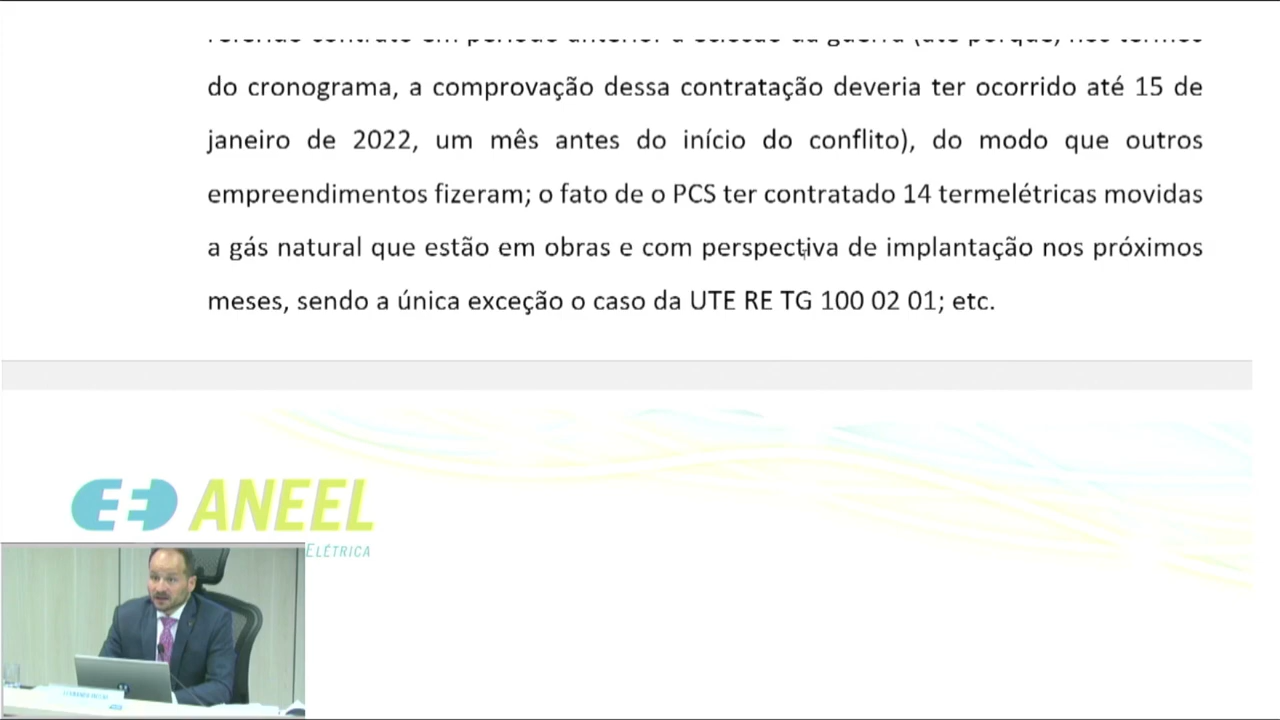 do cronograma, a comprovação dessa contratação deveria ter ocorrido até 15 de
janeiro de 2022, um mês antes do início do conflito), do modo que outros
empreendimentos fizeram; o fato de o PCS ter contratado 14 termelétricas movidas
a gás natural que estão em obras e com perspectiva de implantação nos próximos
meses, sendo a única exceção o caso da UTE RE TG 100 02 01; etc.
ANEEL
ELÉTRICA